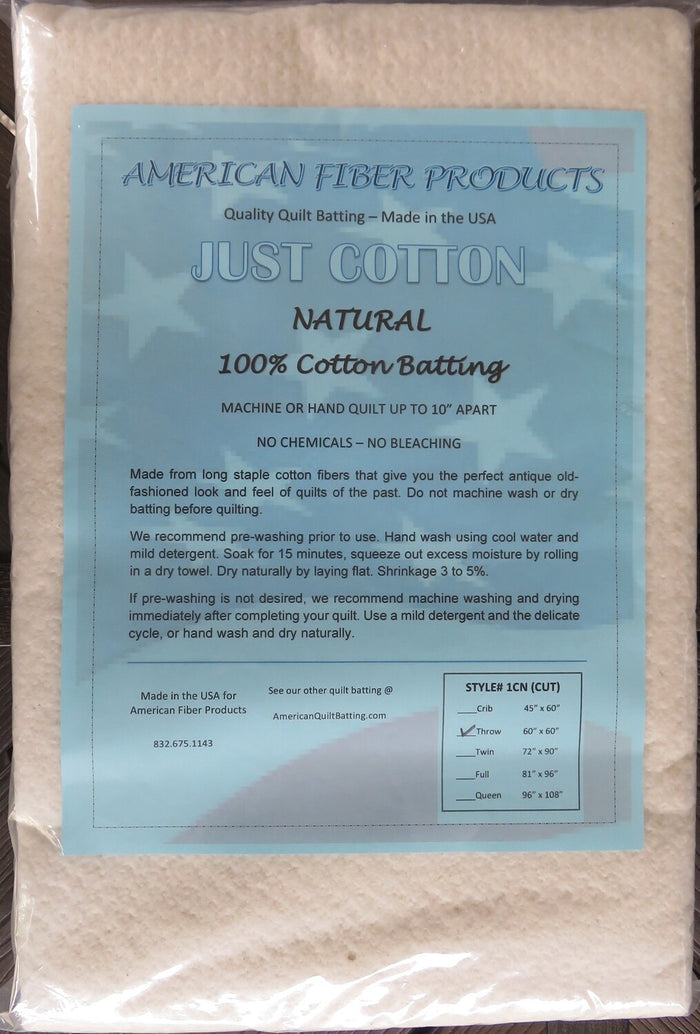 AMERICAN FIBER PRODUCTS
Quality Quilt Batting – Made in the USA
JUST COTTON
NATURAL
100% Cotton Batting
MACHINE OR HAND QUILT UP TO 10” APART
NO CHEMICALS – NO BLEACHING
Made from long staple cotton fibers that give you the perfect antique old-
fashioned look and feel of quilts of the past. Do not machine wash or dry
batting before quilting.
We recommend pre-washing prior to use. Hand wash using cool water and
mild detergent. Soak for 15 minutes, squeeze out excess moisture by rolling
in a dry towel. Dry naturally by laying flat. Shrinkage 3 to 5%.
If pre-washing is not desired, we recommend machine washing and drying
immediately after completing your quilt. Use a mild detergent and the delicate
cycle, or hand wash and dry naturally.
Made in the USA for
American Fiber Products
832.675.1143
See our other quilt batting @
AmericanQuiltBatting.com
STYLE# 1CN (CUT)
___Crib 45” x 60”
✓Throw 60” x 60”
___Twin 72” x 90”
___Full 81” x 96”
___Queen 96” x 108”